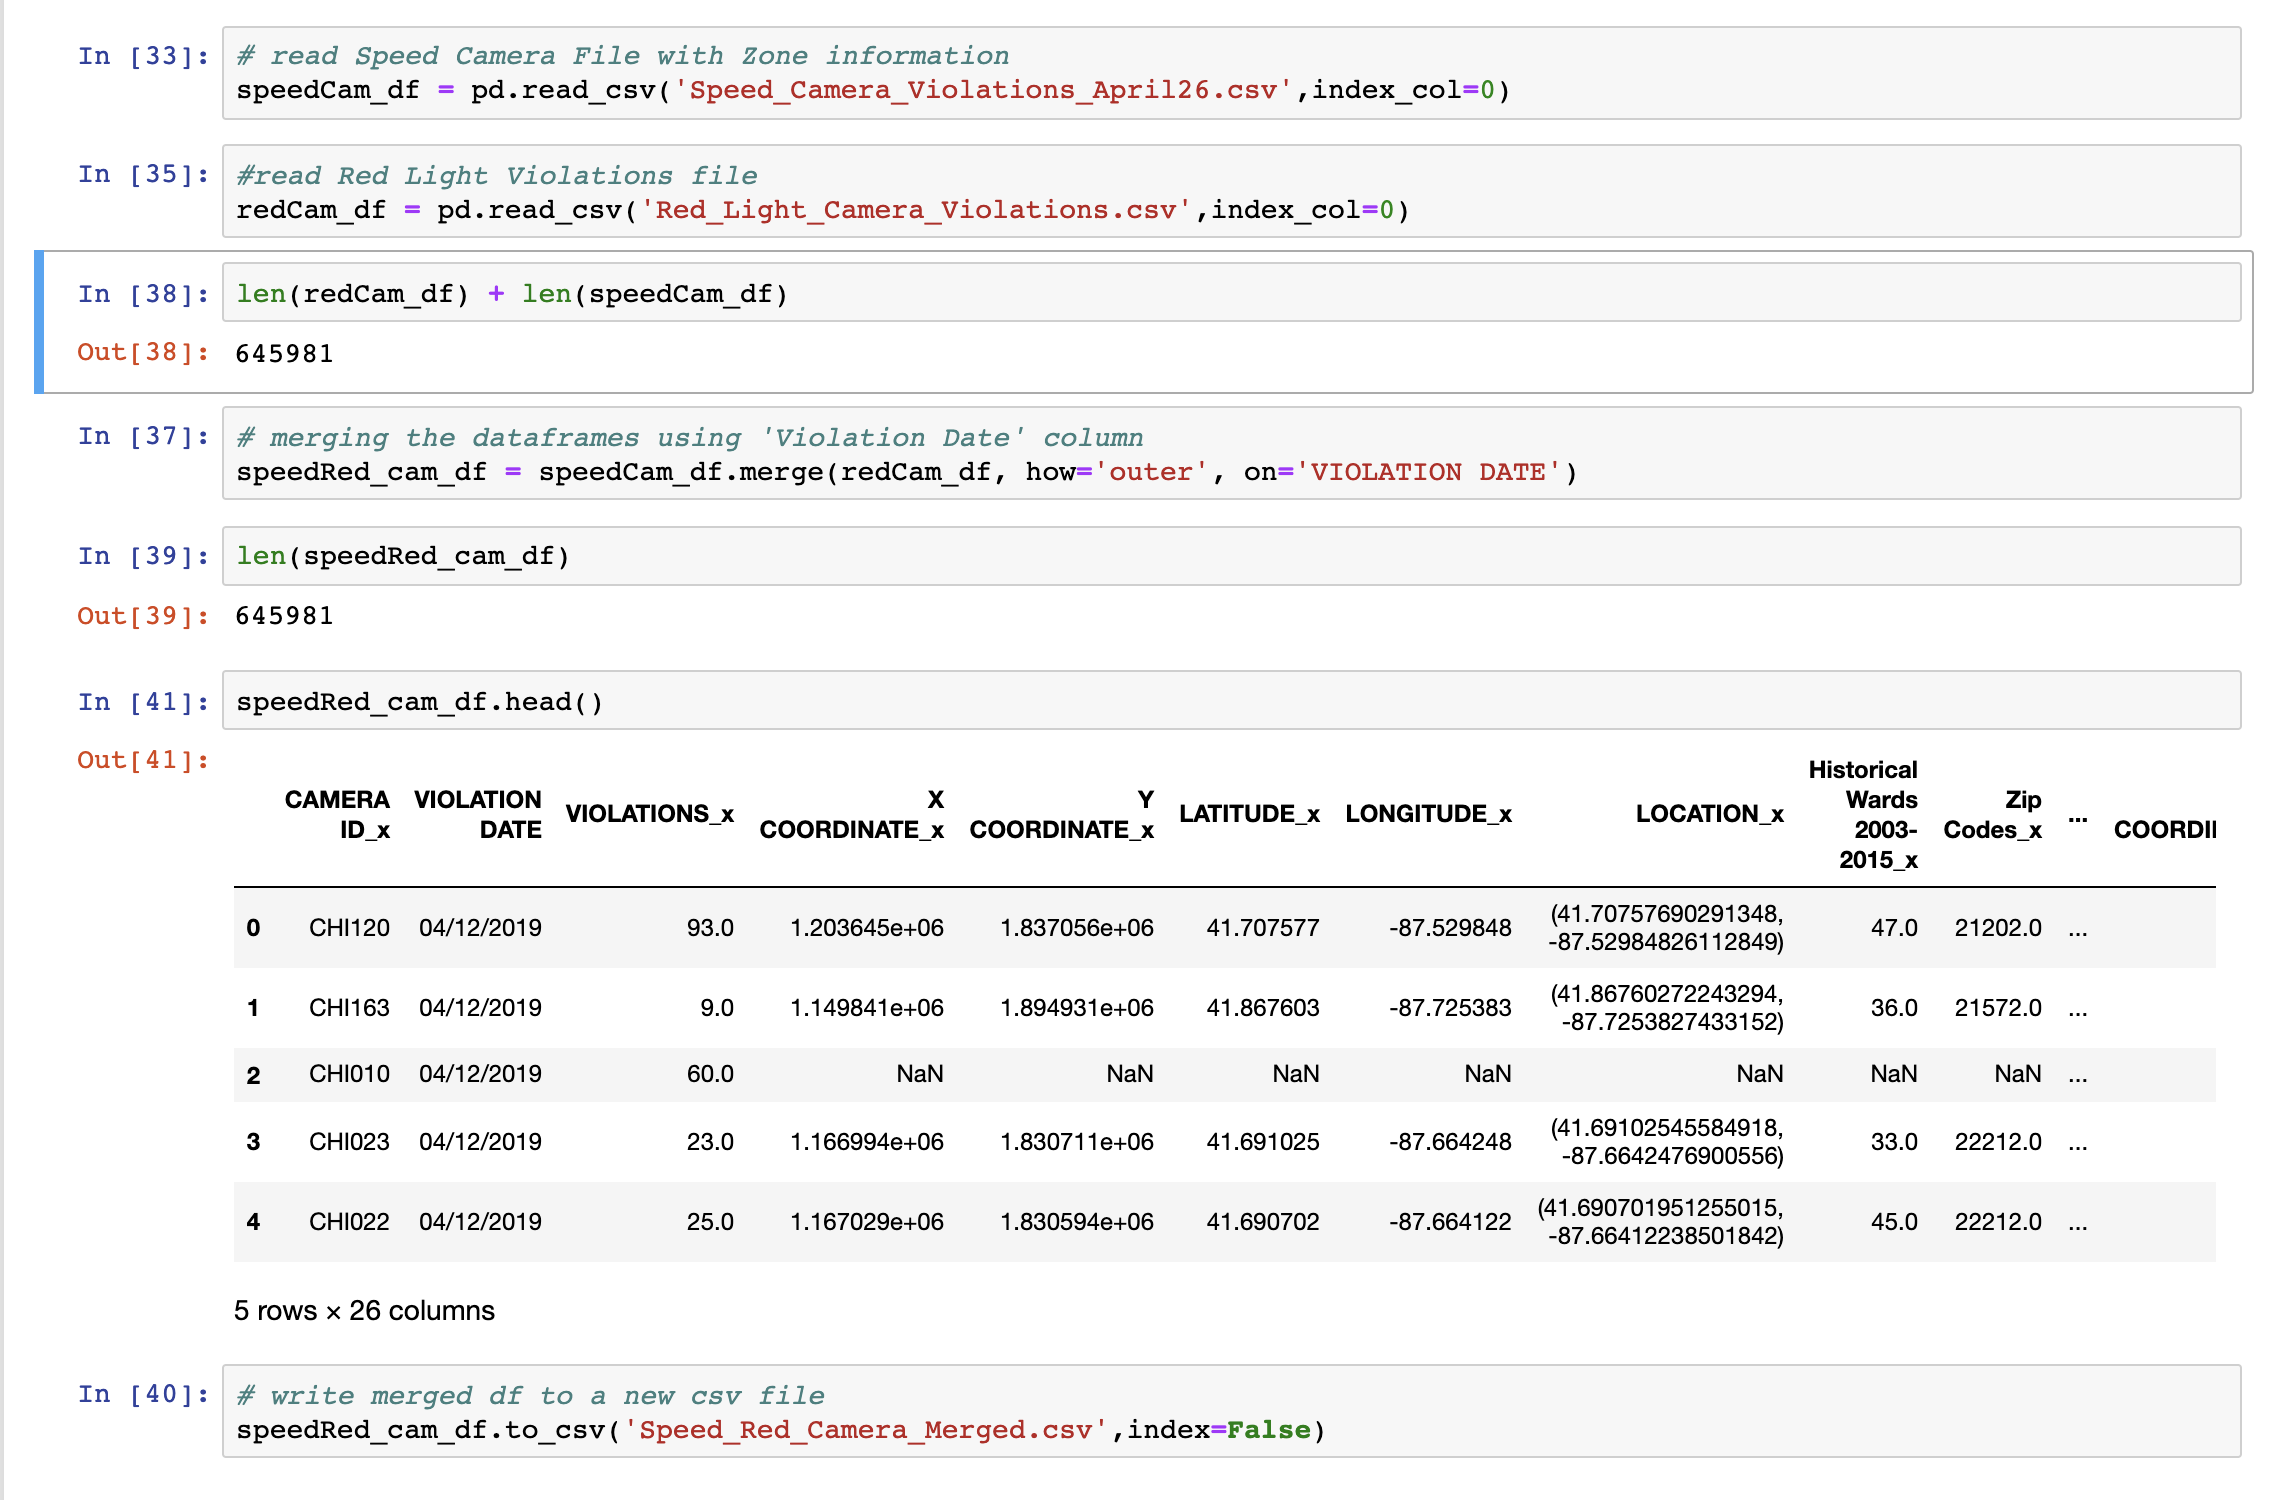 In [33]:
# read Speed Camera File with Zone information
speedCam_df = pd.read_csv('Speed_Camera_Violations_April26.csv',index_col=0)
In [35]:
#read Red Light Violations file
redCam_df = pd.read_csv('Red_Light_Camera_Violations.csv',index_col=0)
In [38]:
len(redCam_df) + len(speedCam_df)
Out[38]: 645981
In [37]:
# merging the dataframes using 'Violation Date' column
speedRed_cam_df = speedCam_df.merge(redCam_df, how='outer', on='VIOLATION DATE')
In [39]:
len(speedRed_cam_df)
Out[39]: 645981
In [41]:
speedRed_cam_df.head()
Out[41]:
CAMERA ID_x VIOLATION DATE VIOLATIONS_x X COORDINATE_x Y COORDINATE_x LATITUDE_x LONGITUDE_x LOCATION_x Historical Wards 2003-2015_x Zip Codes_x ... COORDI
0 CHI120 04/12/2019 93.0 1.203645e+06 1.837056e+06 41.707577 -87.529848 (41.70757690291348, -87.52984826112849) 47.0 21202.0 ...
1 CHI163 04/12/2019 9.0 1.149841e+06 1.894931e+06 41.867603 -87.725383 (41.86760272243294, -87.7253827433152) 36.0 21572.0 ...
2 CHI010 04/12/2019 60.0 NaN NaN NaN NaN NaN NaN NaN ...
3 CHI023 04/12/2019 23.0 1.166994e+06 1.830711e+06 41.691025 -87.664248 (41.69102545584918, -87.6642476900556) 33.0 22212.0 ...
4 CHI022 04/12/2019 25.0 1.167029e+06 1.830594e+06 41.690702 -87.664122 (41.690701951255015, -87.66412238501842) 45.0 22212.0 ...
5 rows × 26 columns
In [40]:
# write merged df to a new csv file
speedRed_cam_df.to_csv('Speed_Red_Camera_Merged.csv',index=False)